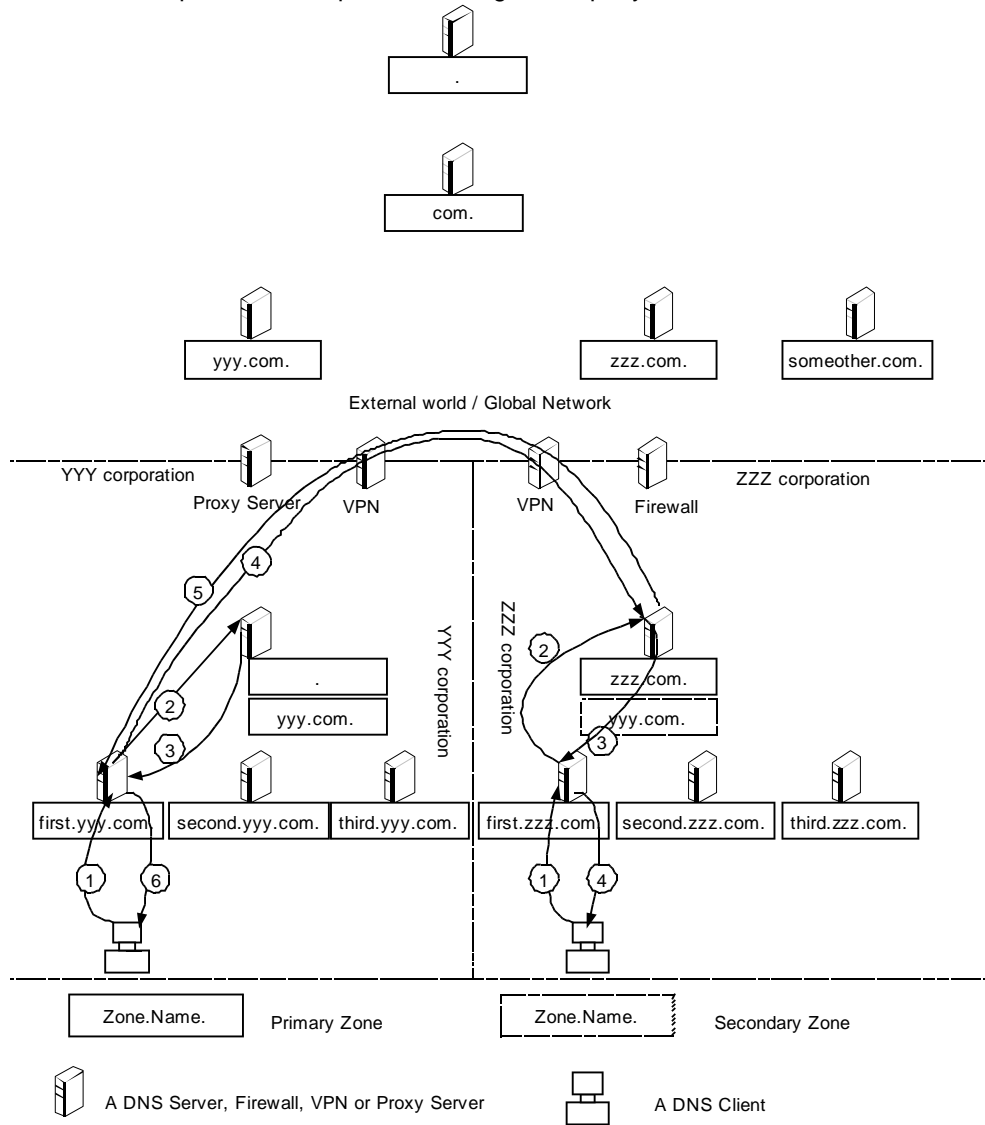 .
com.
yyy.com.
zzz.com.
someother.com.
External world / Global Network
YYY corporation
ZZZ corporation
Proxy Server
VPN
VPN
Firewall
4
5
YYY corporation
ZZZ corporation
2
2
.
yyy.com.
zzz.com.
yyy.com.
3
3
first.yyy.com.
second.yyy.com.
third.yyy.com.
first.zzz.com
second.zzz.com.
third.zzz.com.
1
6
1
4
Zone.Name.
Primary Zone
Zone.Name.
Secondary Zone
A DNS Server, Firewall, VPN or Proxy Server
A DNS Client